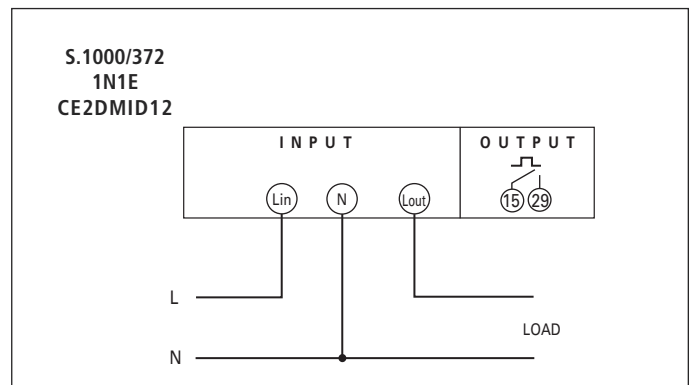 S.1000/372
1N1E
CE2DMID12
INPUT
OUTPUT
Lin
N
Lout
15
29
L
LOAD
N